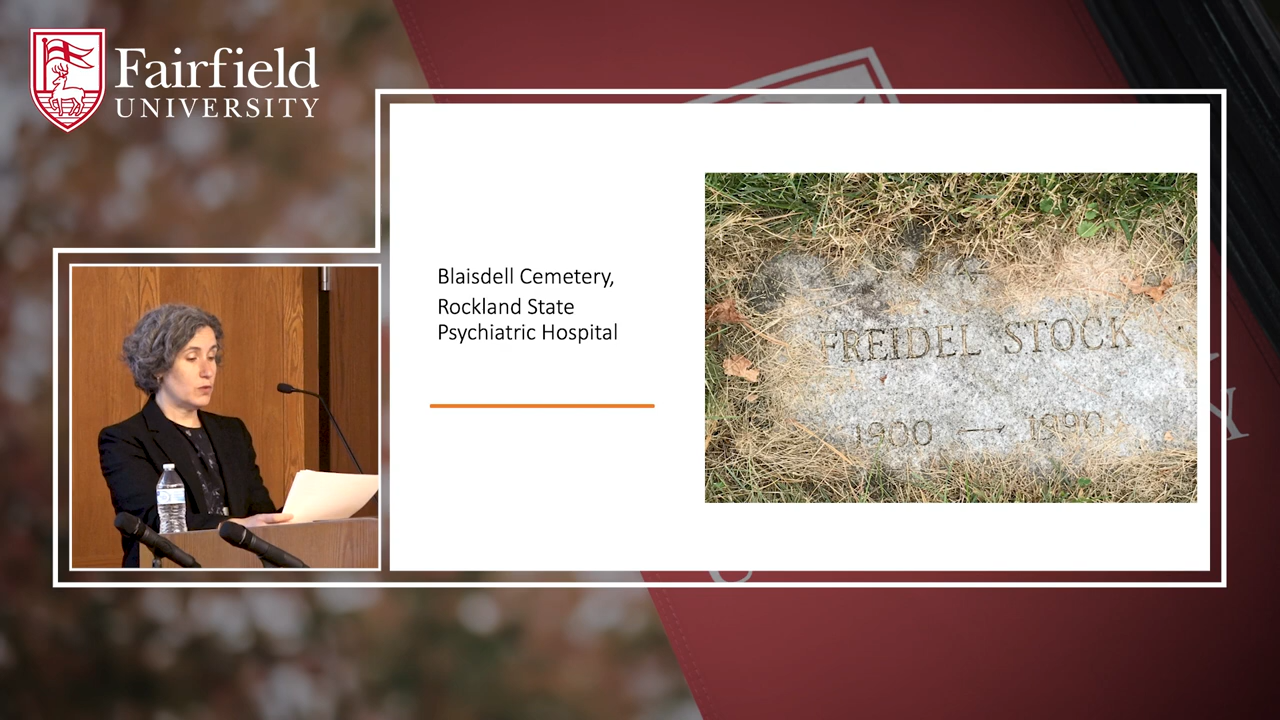 Fairfield
UNIVERSITY
Blaisdell Cemetery,
Rockland State
Psychiatric Hospital
FREIDEL STOCK
1900 — 1990